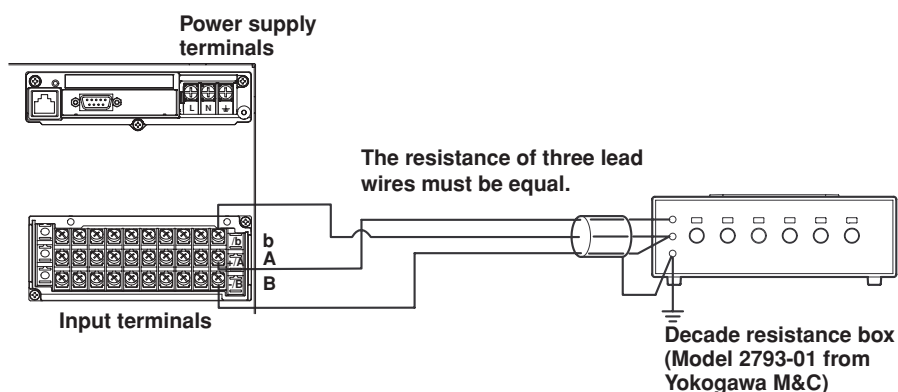 Power supply
terminals
L N
The resistance of three lead
wires must be equal.
/b b
+/A A
-/B B
Input terminals
Decade resistance box
(Model 2793-01 from
Yokogawa M&C)